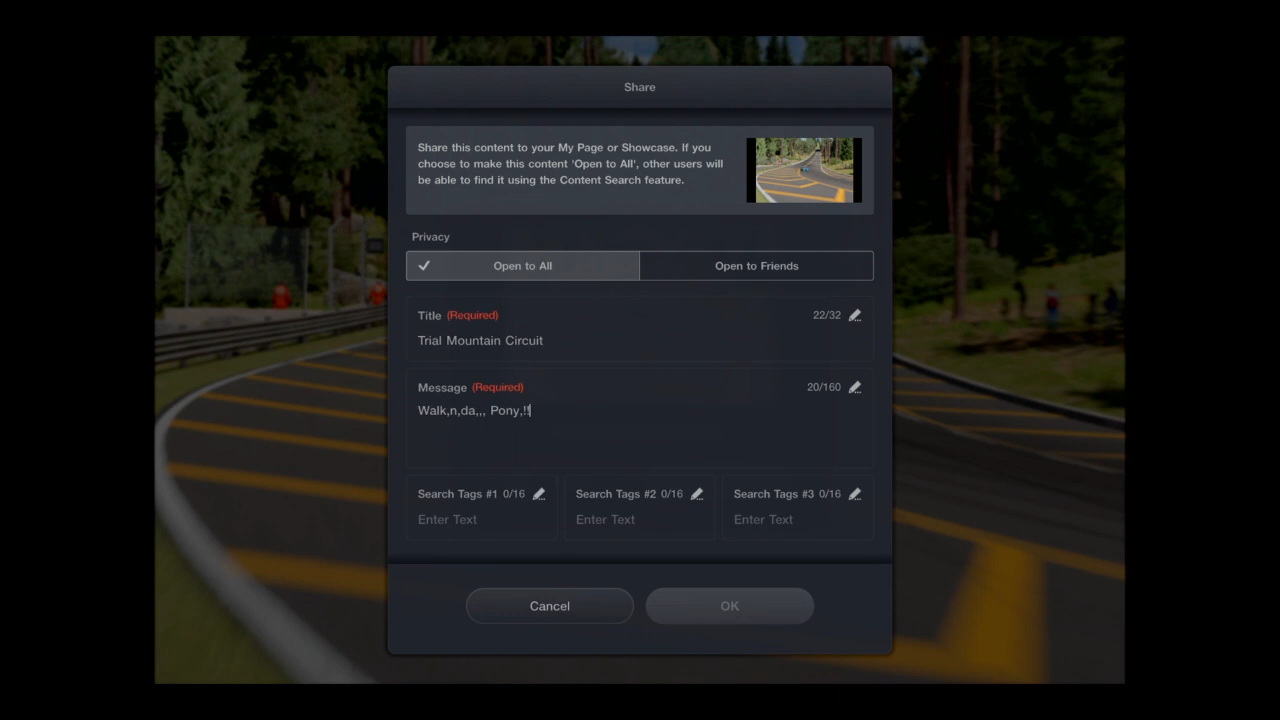 Share
Share this content to your My Page or Showcase. If you
choose to make this content 'Open to All', other users will
be able to find it using the Content Search feature.
Privacy
Open to All
Open to Friends
Title (Required) 22/32
Trial Mountain Circuit
Message (Required) 20/160
Walk,n,da,,, Pony,!!
Search Tags #1 0/16
Enter Text
Search Tags #2 0/16
Enter Text
Search Tags #3 0/16
Enter Text
Cancel
OK